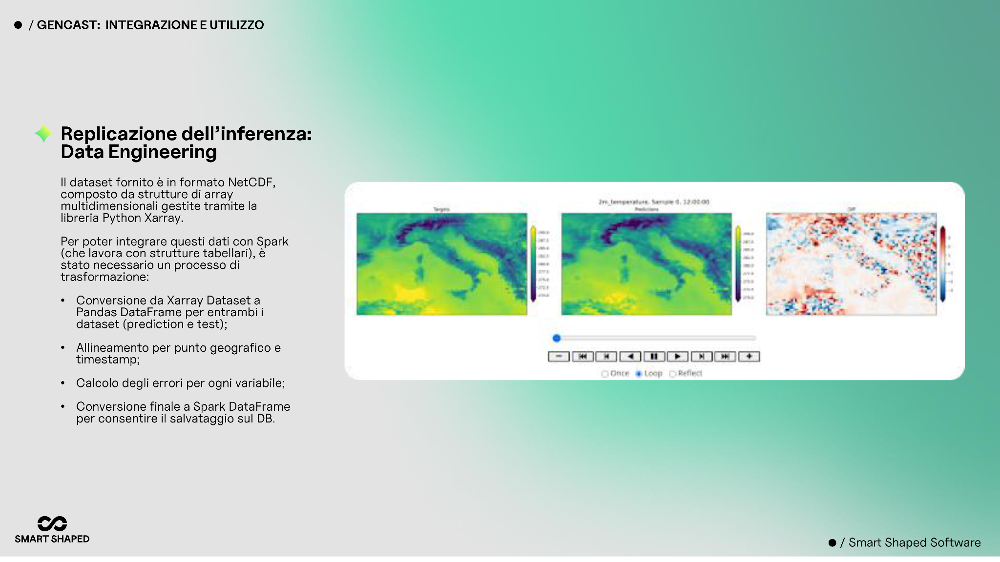 / GENCAST: INTEGRAZIONE E UTILIZZO
Replicazione dell’inferenza:
Data Engineering
Il dataset fornito è in formato NetCDF,
composto da strutture di array
multidimensionali gestite tramite la
libreria Python Xarray.
Per poter integrare questi dati con Spark
(che lavora con strutture tabellari), è
stato necessario un processo di
trasformazione:
• Conversione da Xarray Dataset a
Pandas DataFrame per entrambi i
dataset (prediction e test);
• Allineamento per punto geografico e
timestamp;
• Calcolo degli errori per ogni variabile;
• Conversione finale a Spark DataFrame
per consentire il salvataggio sul DB.
2m_temperature, Sample 0, 12:00:00
Targets
Predictions
Diff
Once Loop Reflect
SMART SHAPED
/ Smart Shaped Software